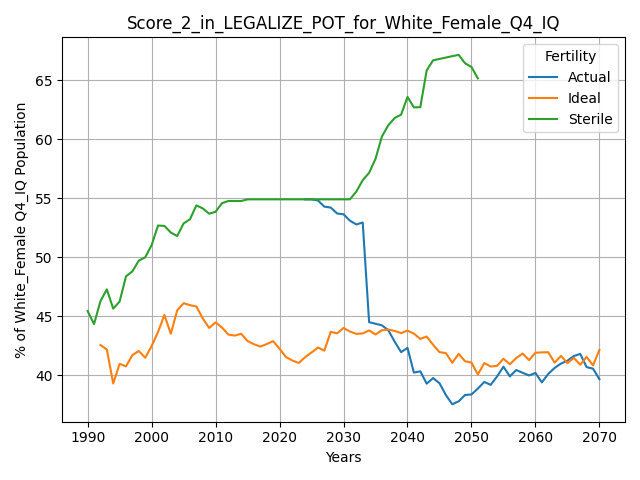 Score_2_in_LEGALIZE_POT_for_White_Female_Q4_IQ
% of White_Female Q4_IQ Population
65
60
55
50
45
40
Fertility
Actual
Ideal
Sterile
1990 2000 2010 2020 2030 2040 2050 2060 2070
Years